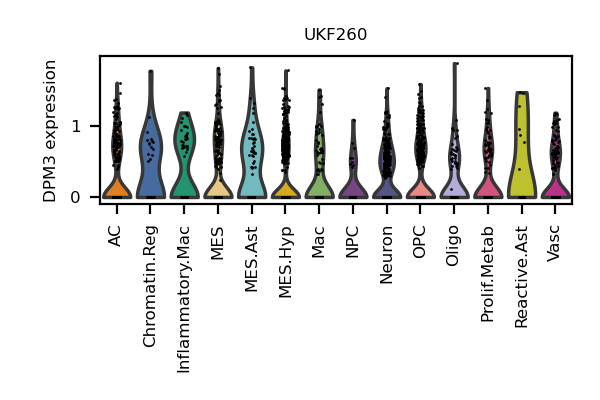 UKF260
DPM3 expression
1
0
AC
Chromatin.Reg
Inflammatory.Mac
MES
MES.Ast
MES.Hyp
Mac
NPC
Neuron
OPC
Oligo
Prolif.Metab
Reactive.Ast
Vasc